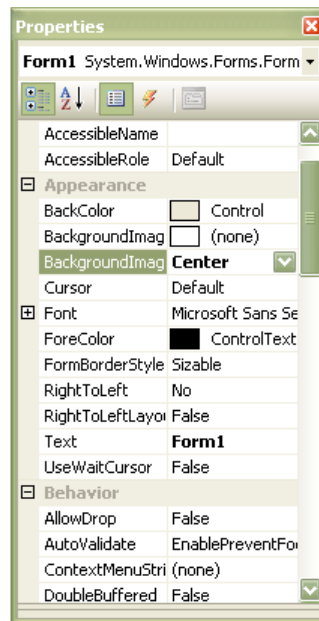 Properties
Form1 System.Windows.Forms.Form
AccessibleName
AccessibleRole Default
Appearance
BackColor Control
BackgroundImag (none)
BackgroundImag Center
Cursor Default
Font Microsoft Sans Se
ForeColor ControlText
FormBorderStyle Sizable
RightToLeft No
RightToLeftLayou False
Text Form1
UseWaitCursor False
Behavior
AllowDrop False
AutoValidate EnablePreventFo
ContextMenuStri (none)
DoubleBuffered False